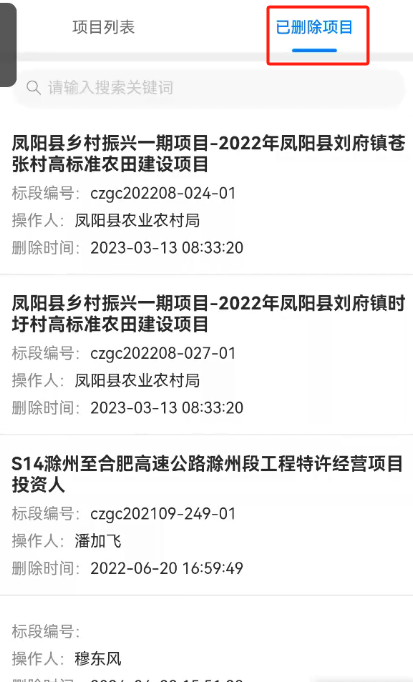 项目列表
已删除项目
请输入搜索关键词
凤阳县乡村振兴一期项目-2022年凤阳县刘府镇苍
张村高标准农田建设项目
标段编号：czgc202208-024-01
操作人：凤阳县农业农村局
删除时间：2023-03-13 08:33:20
凤阳县乡村振兴一期项目-2022年凤阳县刘府镇时
圩村高标准农田建设项目
标段编号：czgc202208-027-01
操作人：凤阳县农业农村局
删除时间：2023-03-13 08:33:20
S14滁州至合肥高速公路滁州段工程特许经营项目
投资人
标段编号：czgc202109-249-01
操作人：潘加飞
删除时间：2022-06-20 16:59:49
标段编号：
操作人：穆东风
删除时间：